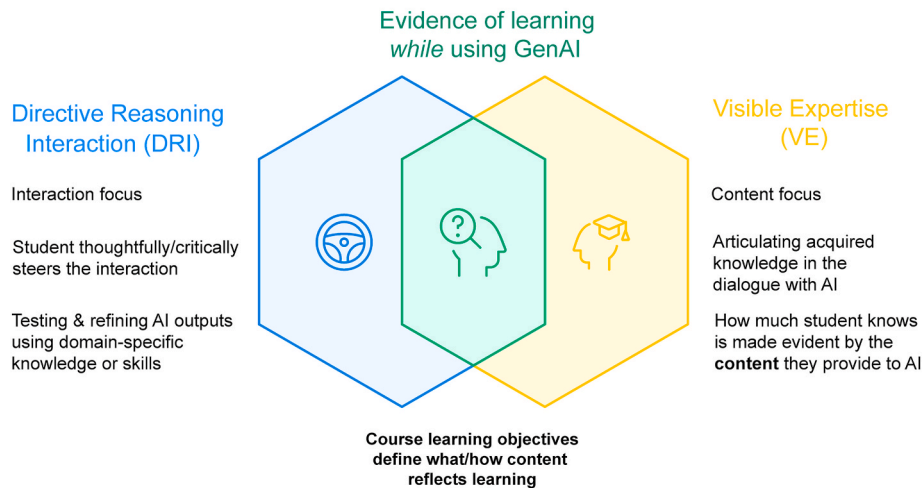 Evidence of learning
while using GenAI
Directive Reasoning
Interaction (DRI)
Interaction focus
Student thoughtfully/critically
steers the interaction
Testing & refining AI outputs
using domain-specific
knowledge or skills
?
Visible Expertise
(VE)
Content focus
Articulating acquired
knowledge in the
dialogue with AI
How much student knows
is made evident by the
content they provide to AI
Course learning objectives
define what/how content
reflects learning